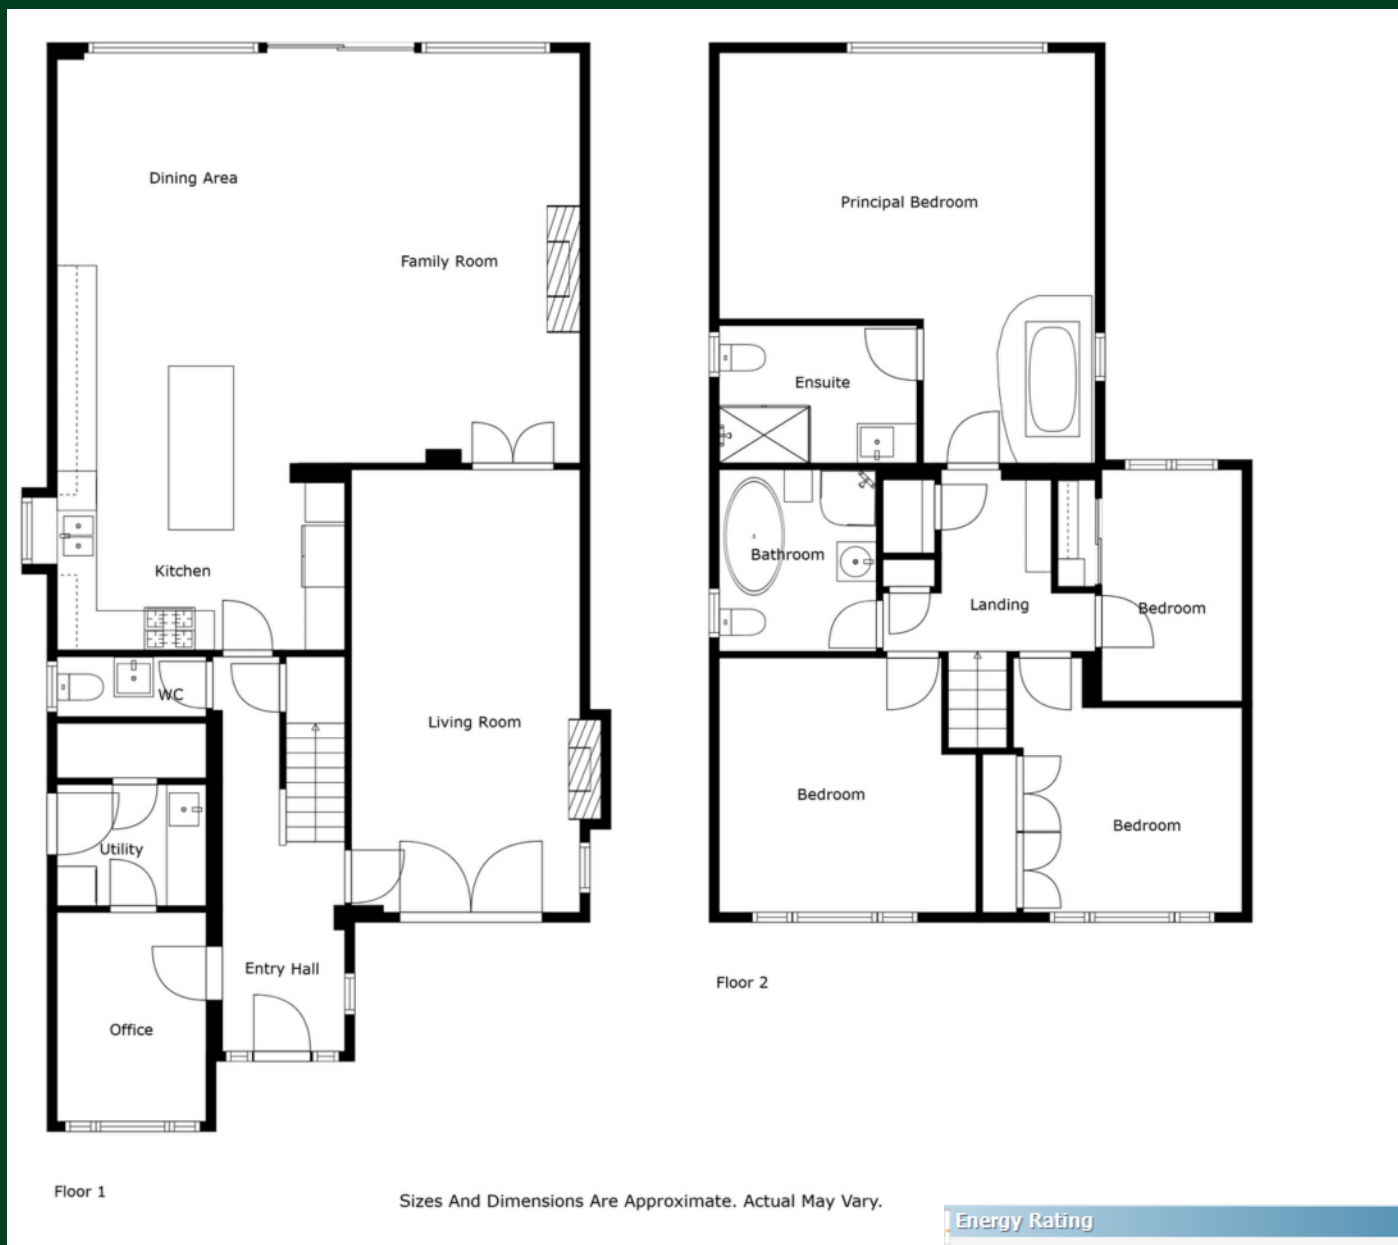 Dining Area
Family Room
Kitchen
WC
Living Room
Utility
Entry Hall
Office
Floor 1
Principal Bedroom
Ensuite
Bathroom
Landing
Bedroom
Bedroom
Bedroom
Floor 2
Sizes And Dimensions Are Approximate. Actual May Vary.
Energy Rating